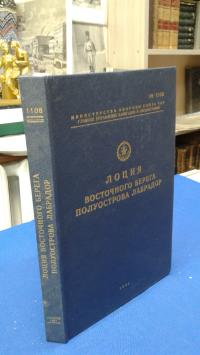 № 1108
МИНИСТЕРСТВО ОБОРОНЫ СОЮЗА ССР
ГЛАВНОЕ УПРАВЛЕНИЕ НАВИГАЦИИ И ОКЕАНОГРАФИИ
ЛОЦИЯ
ВОСТОЧНОГО БЕРЕГА
ПОЛУОСТРОВА ЛАБРАДОР
1108
ЛОЦИЯ ВОСТОЧНОГО БЕРЕГА
ПОЛУОСТРОВА ЛАБРАДОР